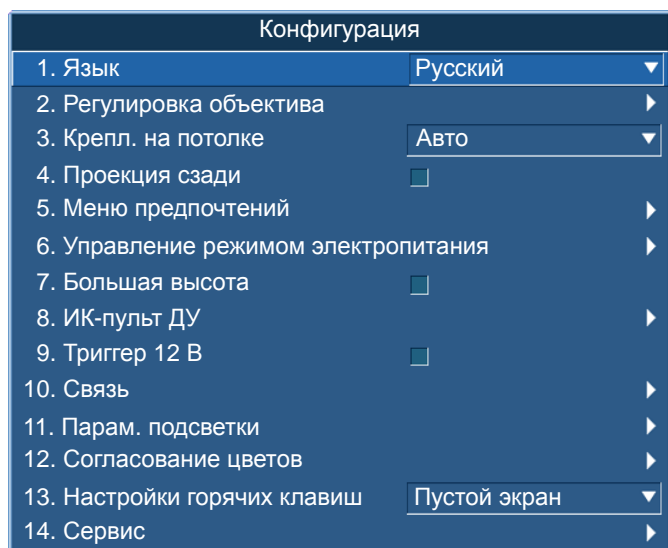 Конфигурация
1. Язык Русский
2. Регулировка объектива
3. Крепл. на потолке Авто
4. Проекция сзади
5. Меню предпочтений
6. Управление режимом электропитания
7. Большая высота
8. ИК-пульт ДУ
9. Триггер 12 В
10. Связь
11. Парам. подсветки
12. Согласование цветов
13. Настройки горячих клавиш Пустой экран
14. Сервис